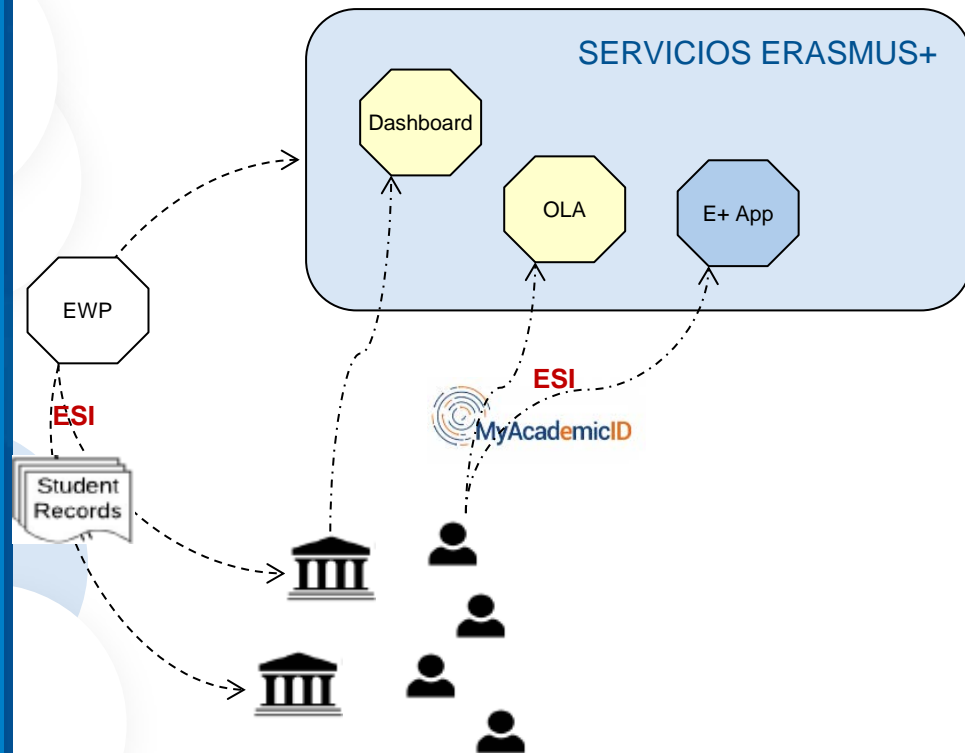 SERVICIOS ERASMUS+
Dashboard
OLA
E+ App
EWP
ESI
ESI
MyAcademicID
Student
Records